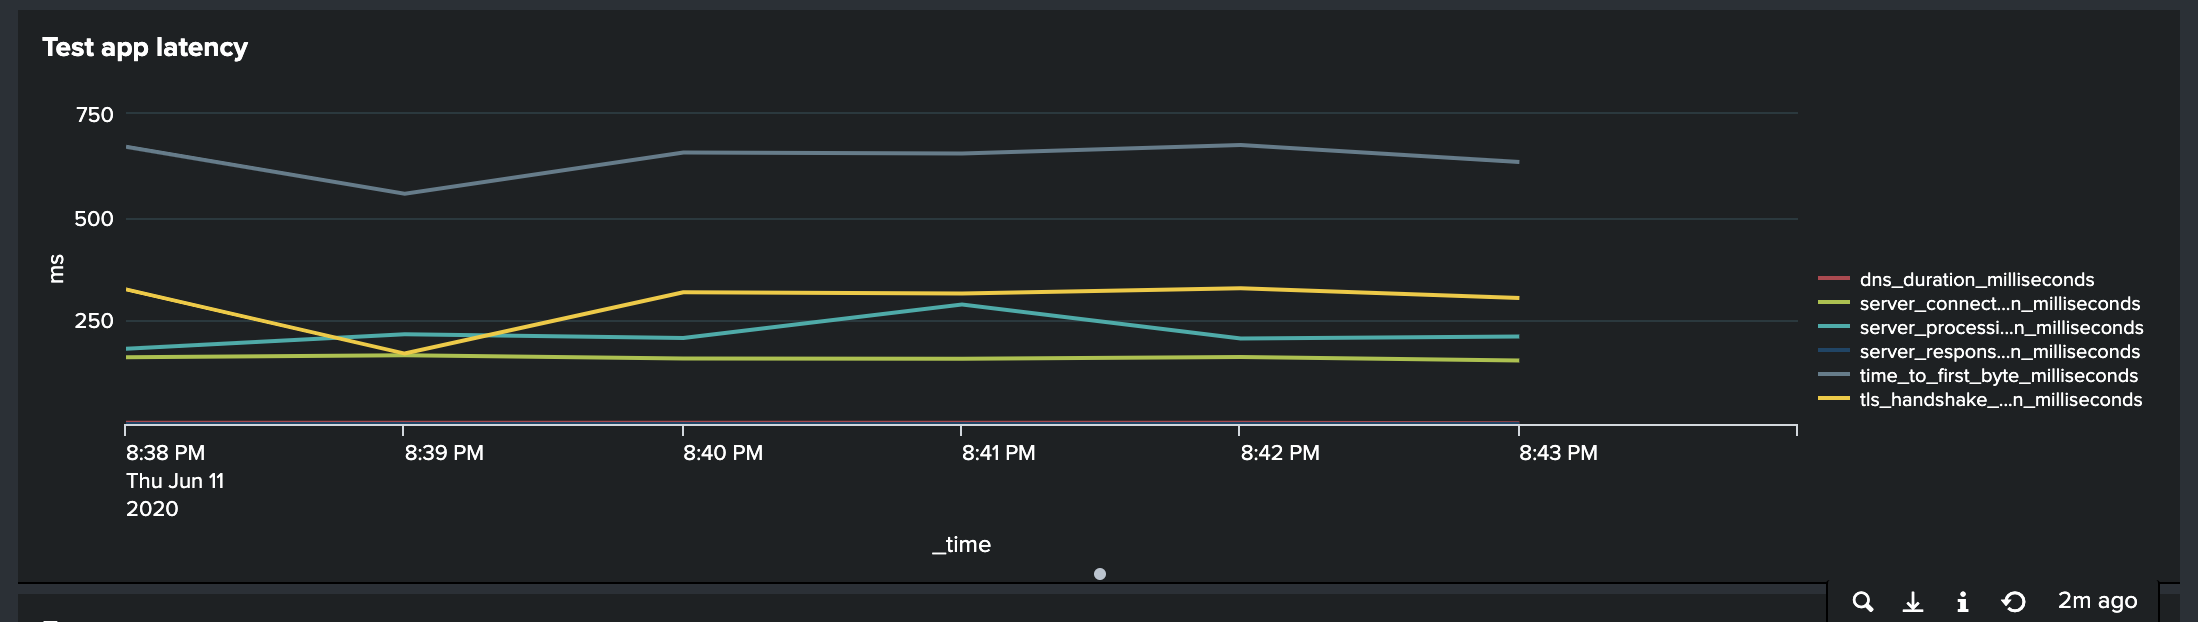 Test app latency
750
500
250
ms
dns_duration_milliseconds
server_connect...n_milliseconds
server_processi...n_milliseconds
server_respons...n_milliseconds
time_to_first_byte_milliseconds
tls_handshake_...n_milliseconds
8:38 PM 8:39 PM 8:40 PM 8:41 PM 8:42 PM 8:43 PM
Thu Jun 11
2020
_time
2m ago